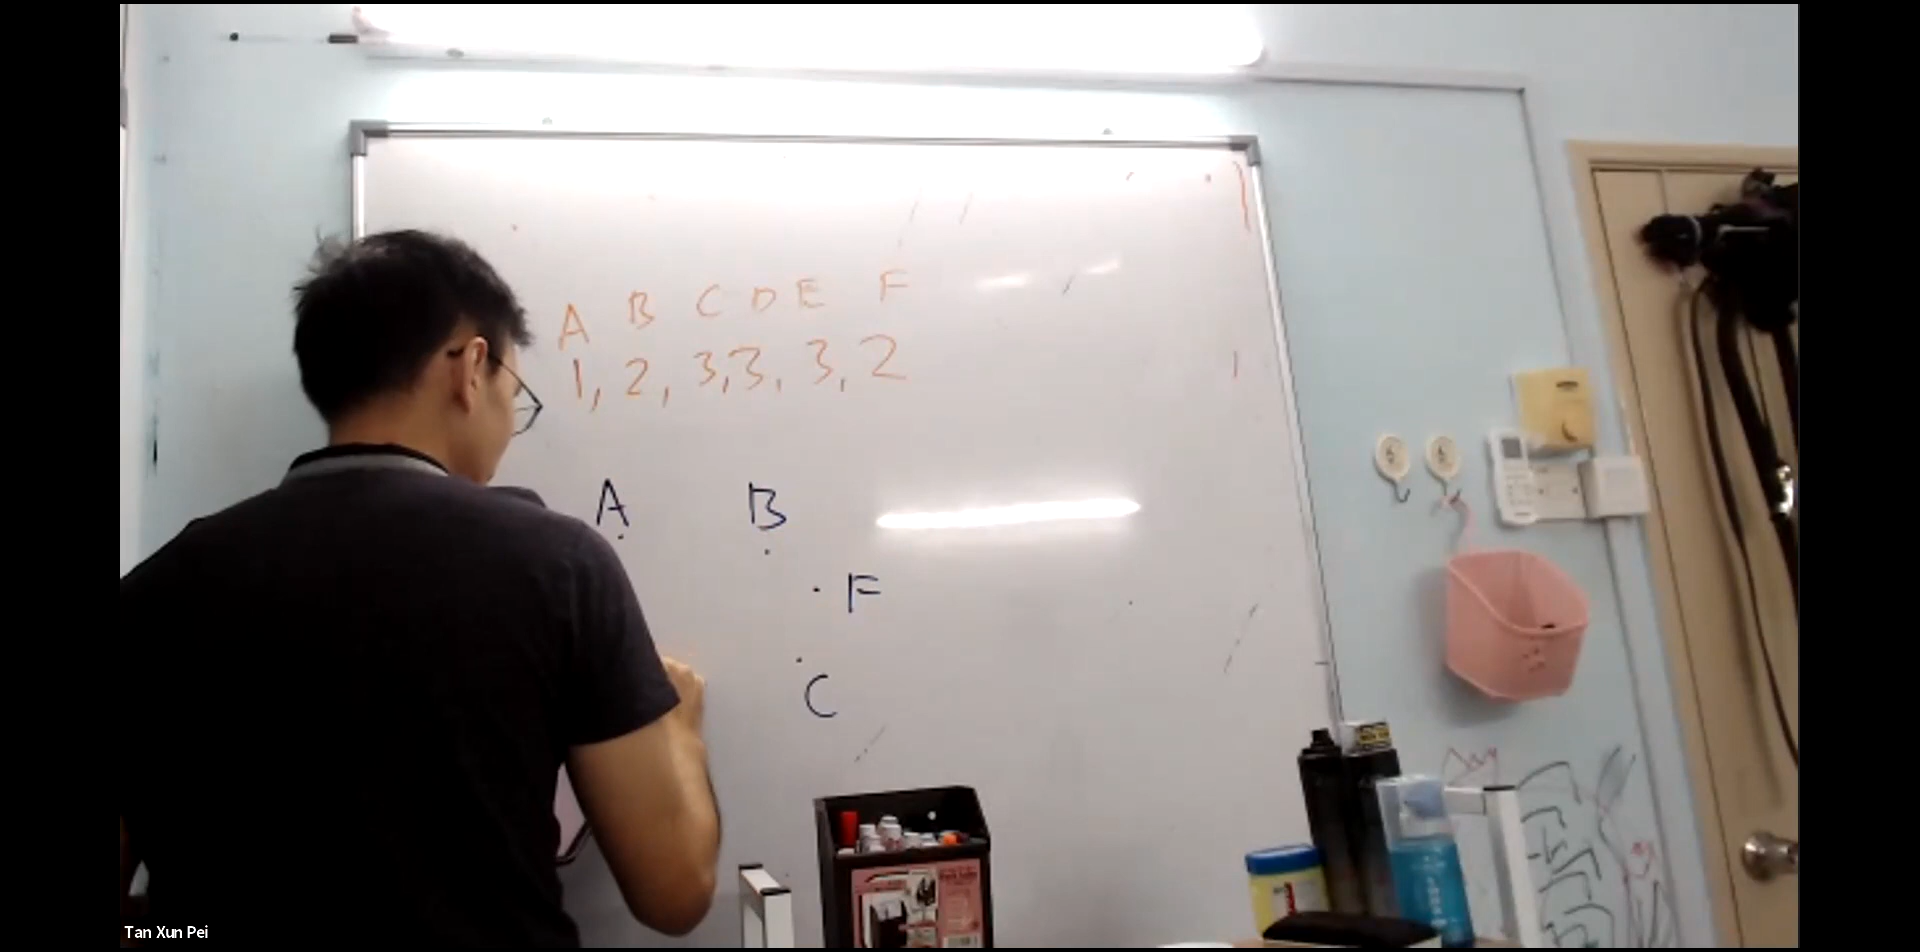 A B C D E F
1, 2, 3, 3, 3, 2
A B
F
C
Tan Xun Pei